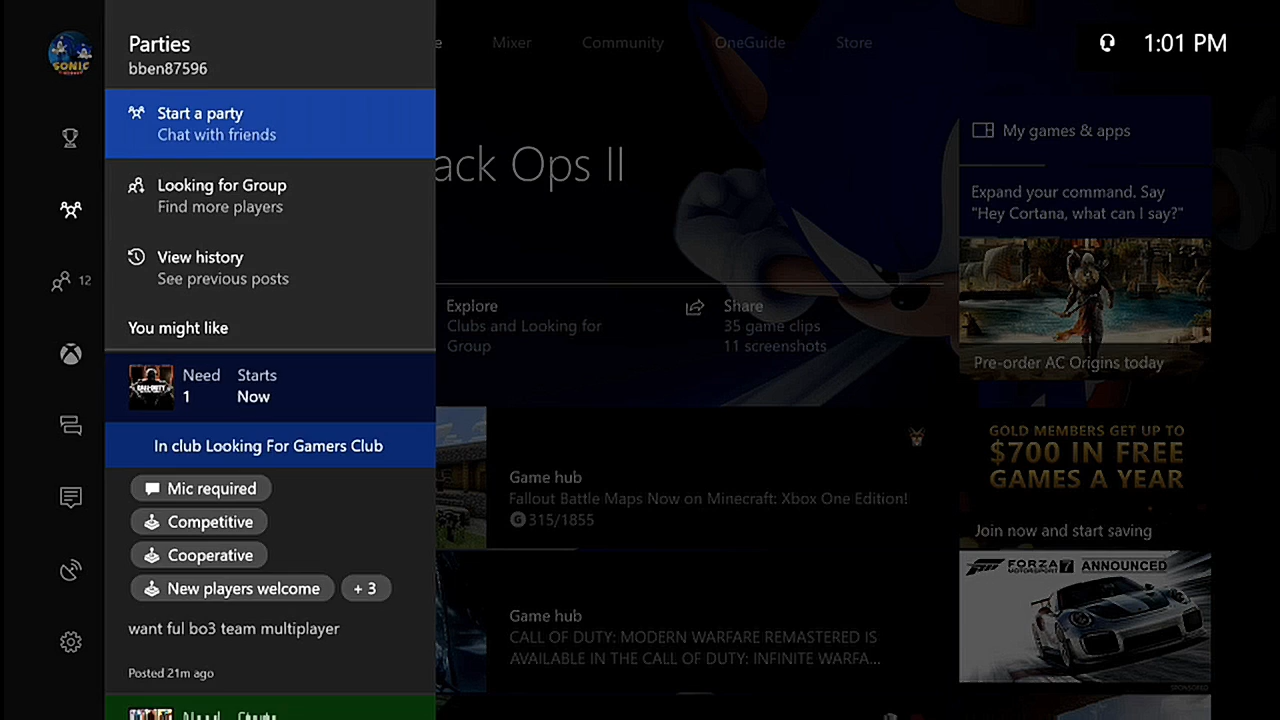 Parties
bben87596
Start a party
Chat with friends
Looking for Group
Find more players
View history
See previous posts
You might like
Need Starts
1 Now
In club Looking For Gamers Club
Mic required
Competitive
Cooperative
New players welcome + 3
want ful bo3 team multiplayer
Posted 21m ago
12
SONIC
e Mixer Community OneGuide Store
1:01 PM
ack Ops II
Explore
Clubs and Looking for
Group
Share
35 game clips
11 screenshots
Game hub
Fallout Battle Maps Now on Minecraft: Xbox One Edition!
G 315/1855
Game hub
CALL OF DUTY: MODERN WARFARE REMASTERED IS
AVAILABLE IN THE CALL OF DUTY: INFINITE WARFA...
My games & apps
Expand your command. Say
"Hey Cortana, what can I say?"
Pre-order AC Origins today
GOLD MEMBERS GET UP TO
$700 IN FREE
GAMES A YEAR
Join now and start saving
FORZA MOTORSPORT 7 ANNOUNCED
SPONSORED